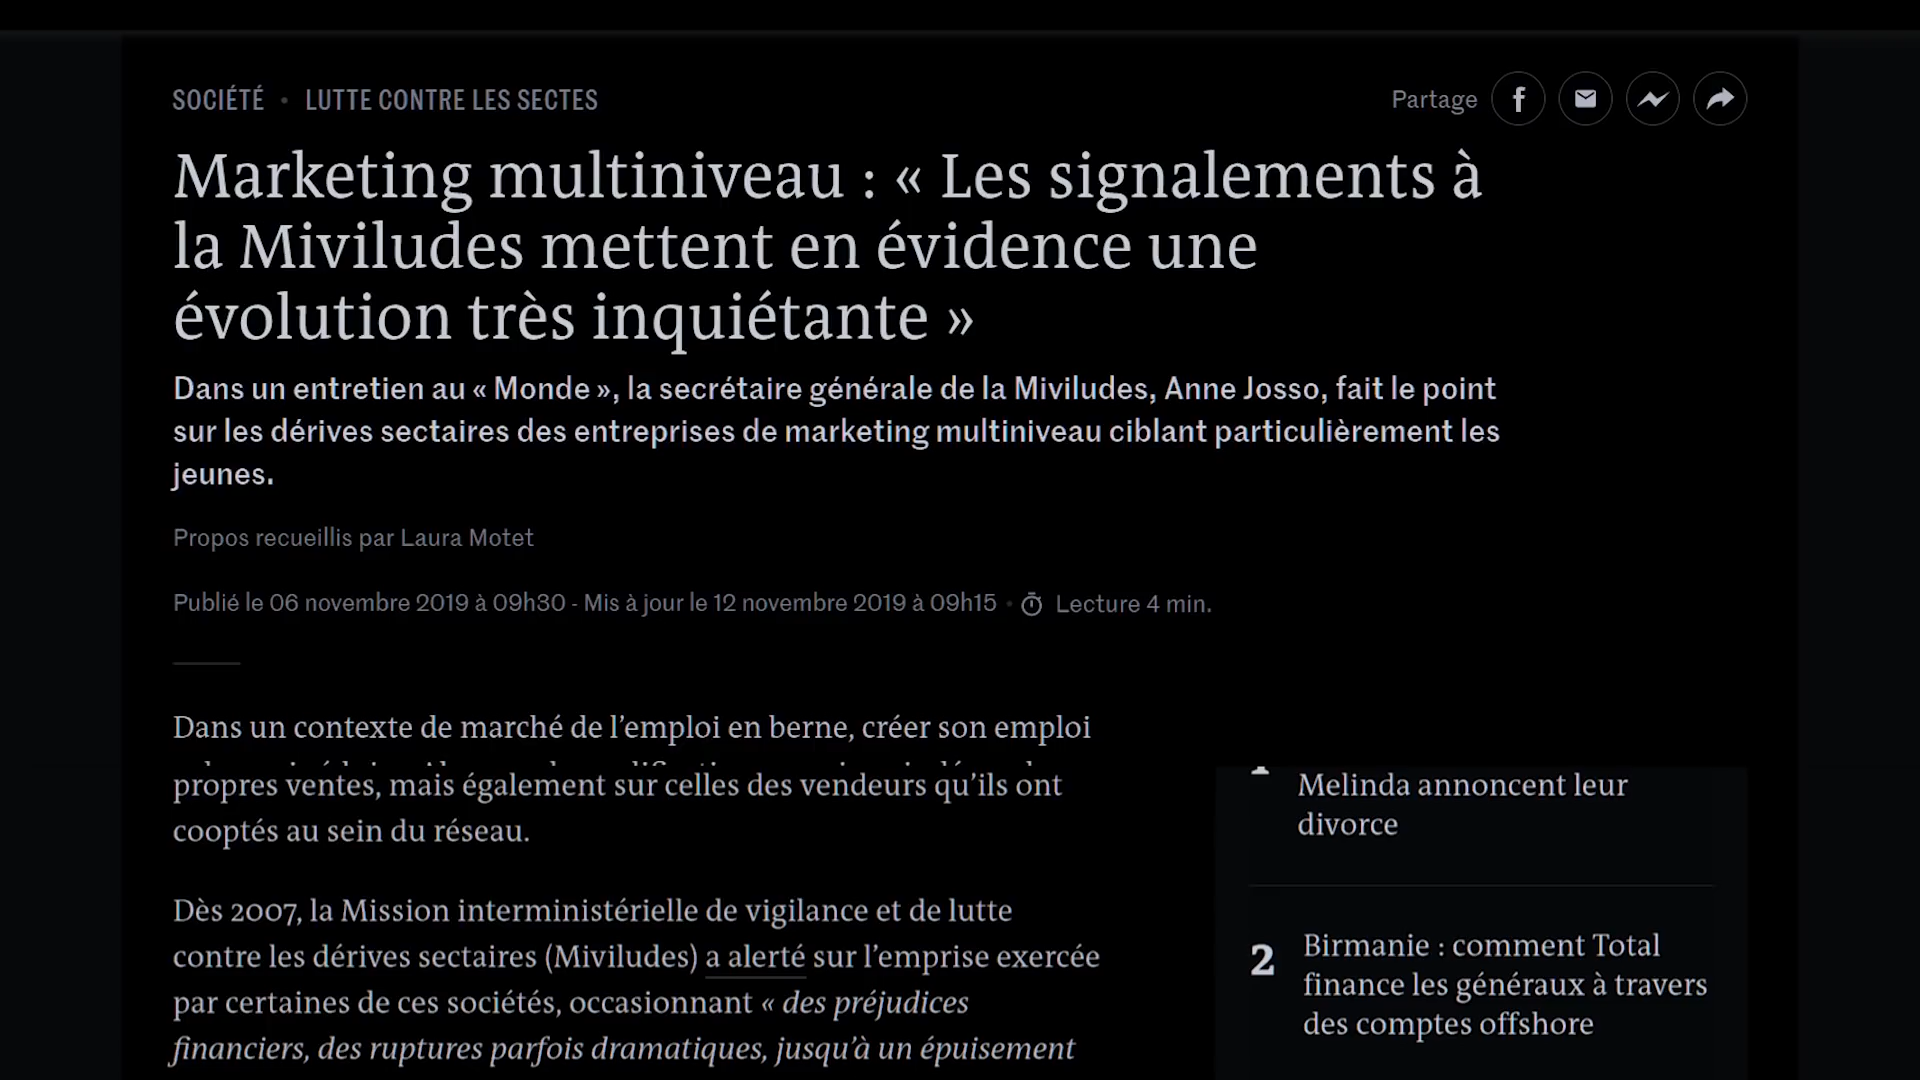 SOCIÉTÉ • LUTTE CONTRE LES SECTES
Partage
Marketing multiniveau : « Les signalements à
la Miviludes mettent en évidence une
évolution très inquiétante »
Dans un entretien au « Monde », la secrétaire générale de la Miviludes, Anne Josso, fait le point
sur les dérives sectaires des entreprises de marketing multiniveau ciblant particulièrement les
jeunes.
Propos recueillis par Laura Motet
Publié le 06 novembre 2019 à 09h30 - Mis à jour le 12 novembre 2019 à 09h15 • Lecture 4 min.
Dans un contexte de marché de l’emploi en berne, créer son emploi
propres ventes, mais également sur celles des vendeurs qu’ils ont
cooptés au sein du réseau.
Dès 2007, la Mission interministérielle de vigilance et de lutte
contre les dérives sectaires (Miviludes) a alerté sur l’emprise exercée
par certaines de ces sociétés, occasionnant « des préjudices
financiers, des ruptures parfois dramatiques, jusqu’à un épuisement
Melinda annoncent leur
divorce
2 Birmanie : comment Total
finance les généraux à travers
des comptes offshore